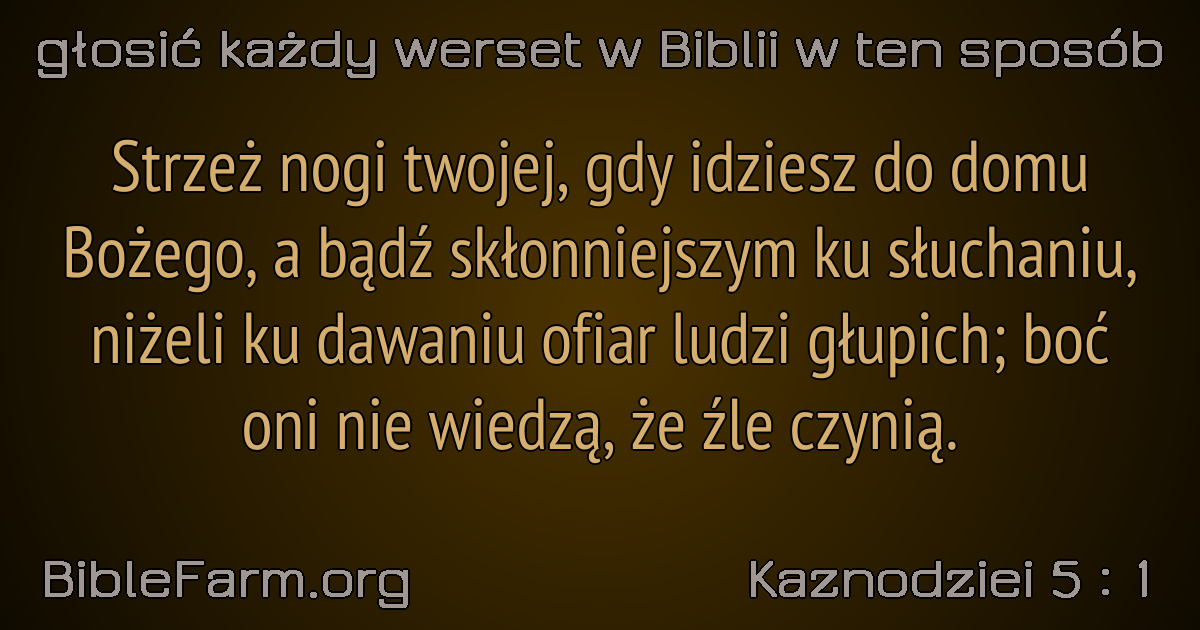 głosić każdy werset w Biblii w ten sposób
Strzeż nogi twojej, gdy idziesz do domu
Bożego, a bądź skłonniejszym ku słuchaniu,
niżeli ku dawaniu ofiar ludzi głupich; boć
oni nie wiedzą, że źle czynią.
BibleFarm.org
Kaznodziei 5 : 1